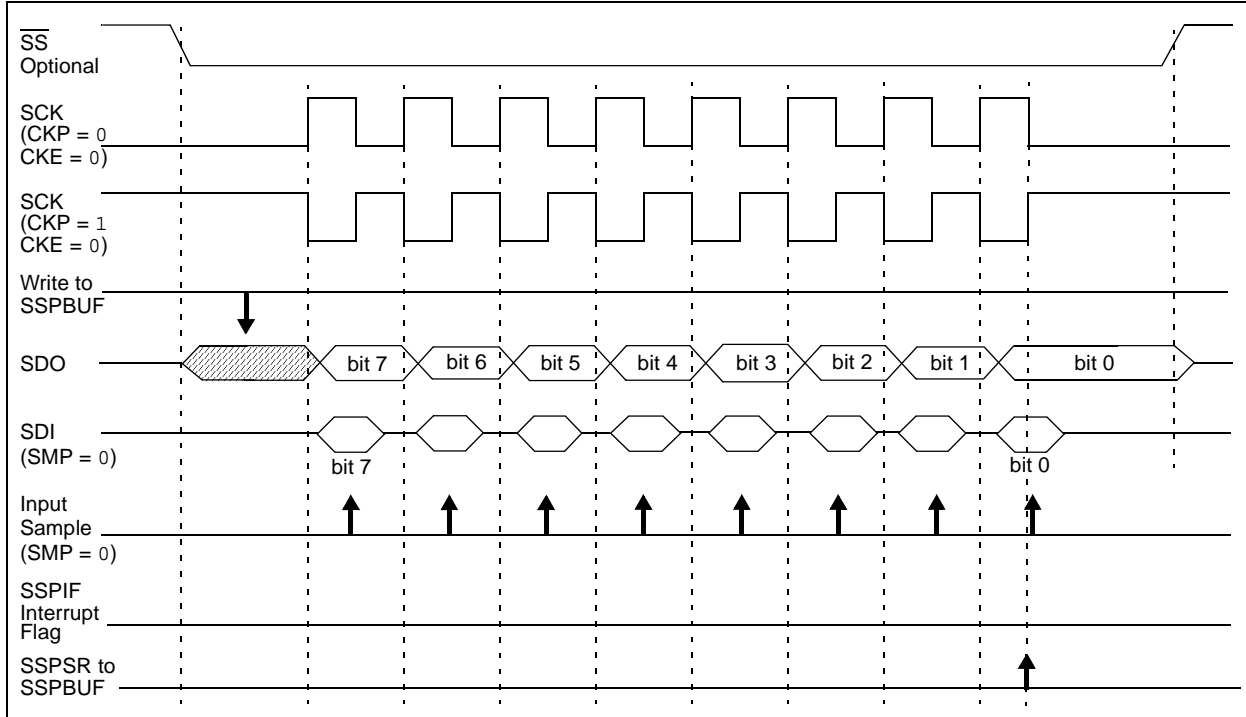 SS
Optional
SCK
(CKP = 0
CKE = 0)
SCK
(CKP = 1
CKE = 0)
Write to
SSPBUF
SDO
bit 7 bit 6 bit 5 bit 4 bit 3 bit 2 bit 1 bit 0
SDI
(SMP = 0)
bit 7 bit 0
Input
Sample
(SMP = 0)
SSPIF
Interrupt
Flag
SSPSR to
SSPBUF